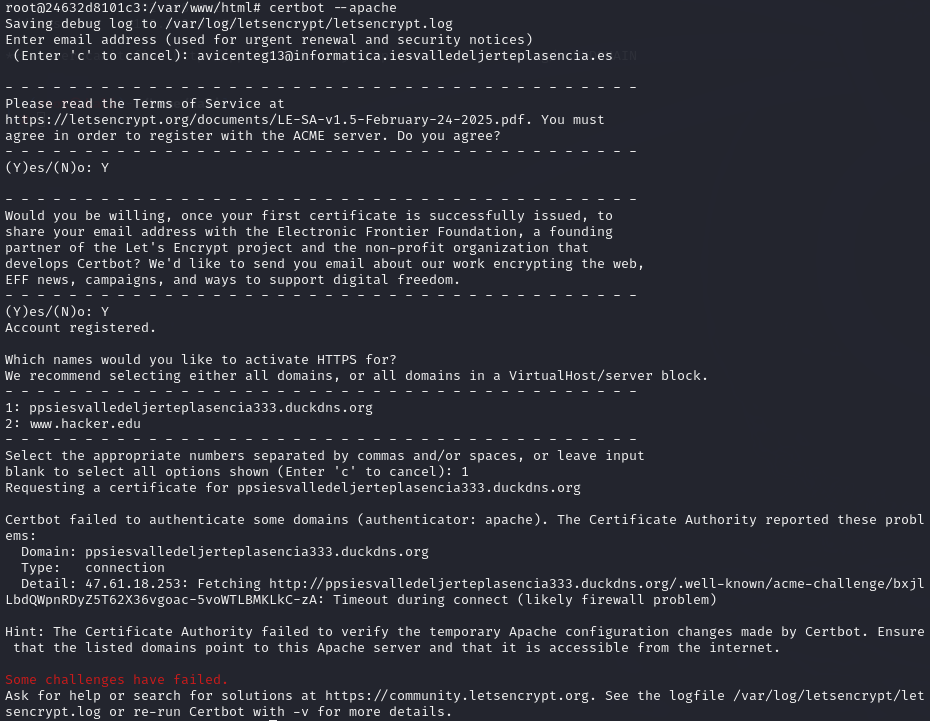 root@24632d8101c3:/var/www/html# certbot --apache
Saving debug log to /var/log/letsencrypt/letsencrypt.log
Enter email address (used for urgent renewal and security notices)
 (Enter 'c' to cancel): avicenteg13@informatica.iesvalledeljerteplasencia.es

- - - - - - - - - - - - - - - - - - - - - - - - - - - - - - - - - - - - - - - -
Please read the Terms of Service at
https://letsencrypt.org/documents/LE-SA-v1.5-February-24-2025.pdf. You must
agree in order to register with the ACME server. Do you agree?
- - - - - - - - - - - - - - - - - - - - - - - - - - - - - - - - - - - - - - - -
(Y)es/(N)o: Y

- - - - - - - - - - - - - - - - - - - - - - - - - - - - - - - - - - - - - - - -
Would you be willing, once your first certificate is successfully issued, to
share your email address with the Electronic Frontier Foundation, a founding
partner of the Let's Encrypt project and the non-profit organization that
develops Certbot? We'd like to send you email about our work encrypting the web,
EFF news, campaigns, and ways to support digital freedom.
- - - - - - - - - - - - - - - - - - - - - - - - - - - - - - - - - - - - - - - -
(Y)es/(N)o: Y
Account registered.

Which names would you like to activate HTTPS for?
We recommend selecting either all domains, or all domains in a VirtualHost/server block.
- - - - - - - - - - - - - - - - - - - - - - - - - - - - - - - - - - - - - - - -
1: ppsiesvalledeljerteplasencia333.duckdns.org
2: www.hacker.edu
- - - - - - - - - - - - - - - - - - - - - - - - - - - - - - - - - - - - - - - -
Select the appropriate numbers separated by commas and/or spaces, or leave input
blank to select all options shown (Enter 'c' to cancel): 1
Requesting a certificate for ppsiesvalledeljerteplasencia333.duckdns.org

Certbot failed to authenticate some domains (authenticator: apache). The Certificate Authority reported these probl
ems:
  Domain: ppsiesvalledeljerteplasencia333.duckdns.org
  Type:   connection
  Detail: 47.61.18.253: Fetching http://ppsiesvalledeljerteplasencia333.duckdns.org/.well-known/acme-challenge/bxjl
LbdQWpnRDyZ5T62X36vgoac-5voWTLBMKLkC-zA: Timeout during connect (likely firewall problem)

Hint: The Certificate Authority failed to verify the temporary Apache configuration changes made by Certbot. Ensure
 that the listed domains point to this Apache server and that it is accessible from the internet.

Some challenges have failed.
Ask for help or search for solutions at https://community.letsencrypt.org. See the logfile /var/log/letsencrypt/let
sencrypt.log or re-run Certbot with -v for more details.